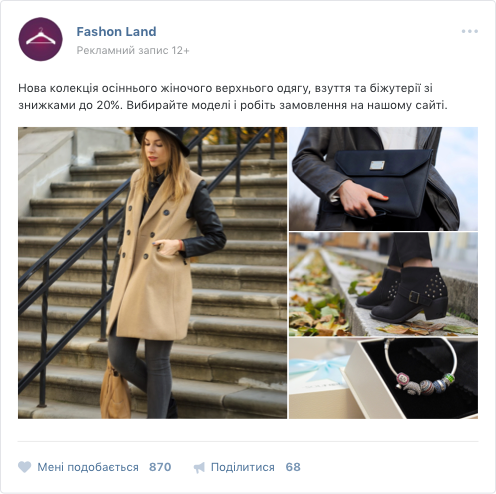 Fashon Land
Рекламний запис 12+
Нова колекція осіннього жіночого верхнього одягу, взуття та біжутерії зі
знижками до 20%. Вибирайте моделі і робіть замовлення на нашому сайті.
Мені подобається 870 Поділитися 68